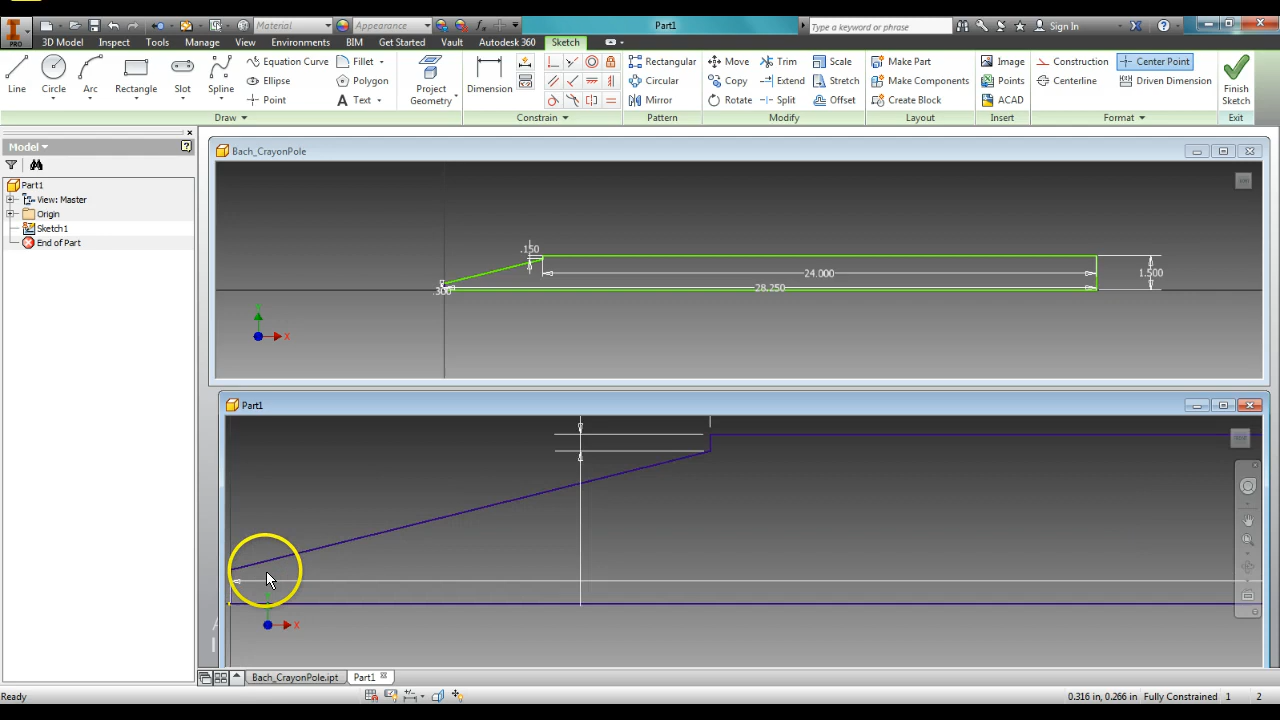 Material Appearance Part1 Type a keyword or phrase Sign In
PRO 3D Model Inspect Tools Manage View Environments BIM Get Started Vault Autodesk 360 Sketch
Line Circle Arc Rectangle Slot Spline Equation Curve Fillet Project Geometry Dimension Rectangular Move Trim Scale Make Part Image Construction Center Point Finish Sketch
Ellipse Polygon Circular Copy Extend Stretch Make Components Points Centerline Driven Dimension
Point Text Mirror Rotate Split Offset Create Block ACAD
Draw Constrain Pattern Modify Layout Insert Format Exit
Model
Bach_CrayonPole
Part1
View: Master
Origin
Sketch1
End of Part
.150
24.000
1.500
28.250
.300
X
Part1
X
Bach_CrayonPole.ipt Part1
Ready 0.316 in, 0.266 in Fully Constrained 1 2